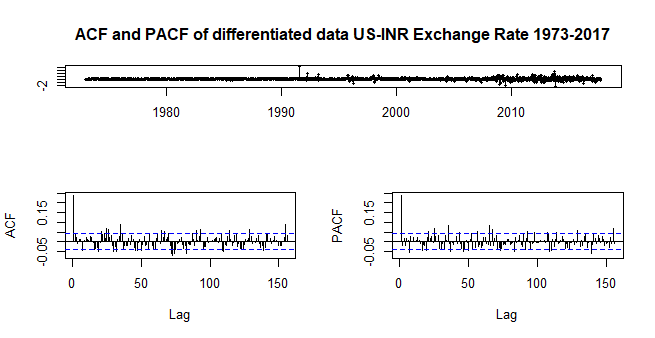 ACF and PACF of differentiated data US-INR Exchange Rate 1973-2017
-2
1980 1990 2000 2010
ACF
-0.05 0.15
0 50 100 150
Lag
PACF
-0.05 0.15
0 50 100 150
Lag